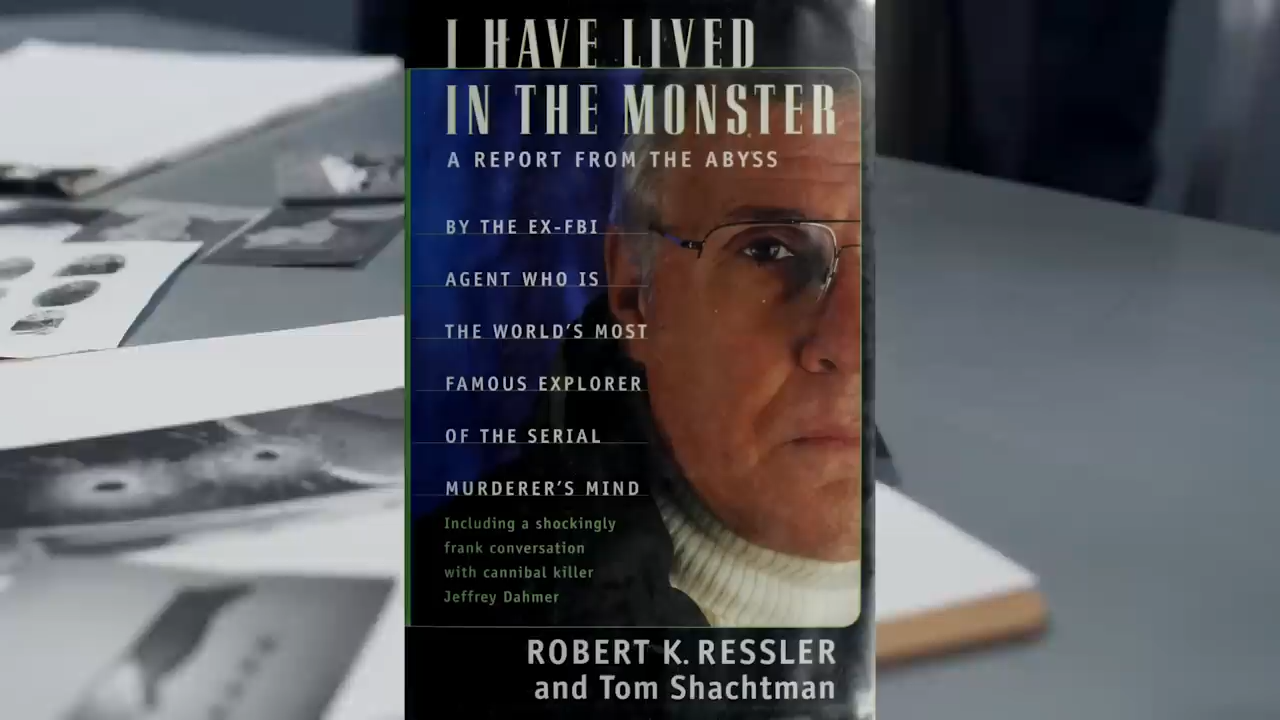 I HAVE LIVED
IN THE MONSTER
A REPORT FROM THE ABYSS
BY THE EX-FBI
AGENT WHO IS
THE WORLD'S MOST
FAMOUS EXPLORER
OF THE SERIAL
MURDERER'S MIND
Including a shockingly
frank conversation
with cannibal killer
Jeffrey Dahmer
ROBERT K. RESSLER
and Tom Shachtman